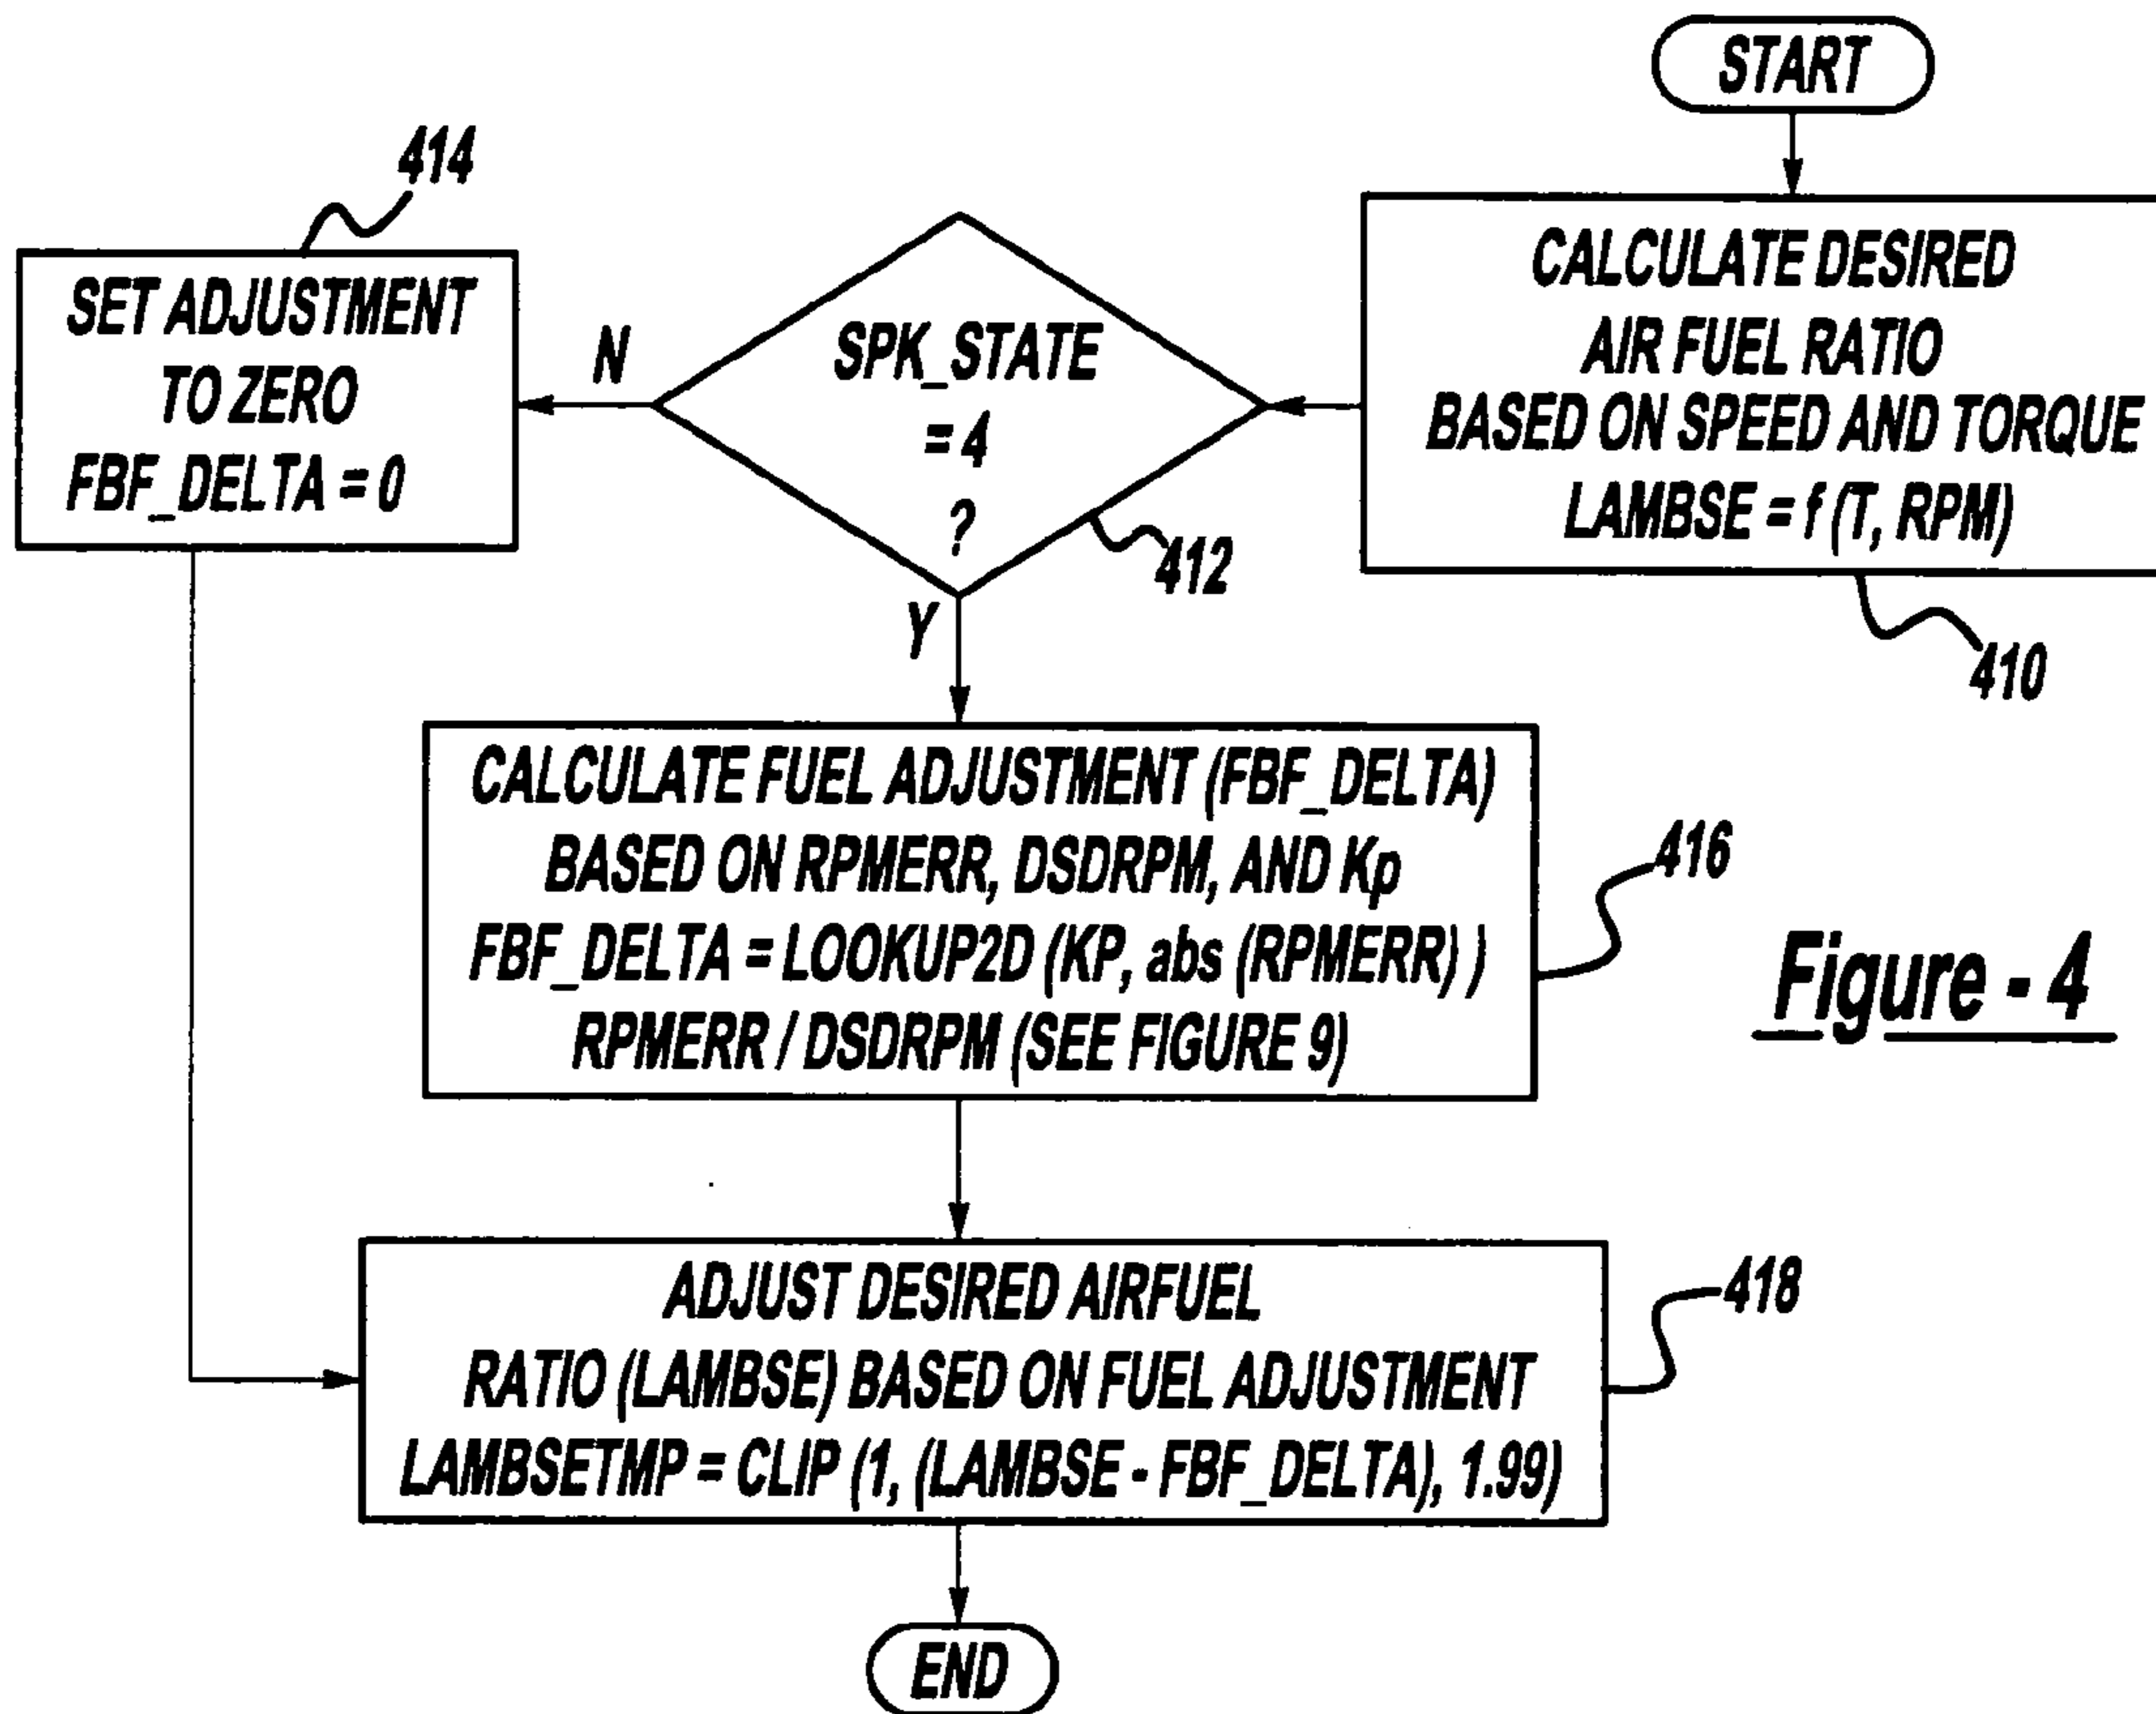 START
CALCULATE DESIRED
AIR FUEL RATIO
BASED ON SPEED AND TORQUE
LAMBSE = f (T, RPM)
410
SPK_STATE
= 4
?
412
N
Y
414
SET ADJUSTMENT
TO ZERO
FBF_DELTA = 0
CALCULATE FUEL ADJUSTMENT (FBF_DELTA)
BASED ON RPMERR, DSDRPM, AND Kp
FBF_DELTA = LOOKUP2D (KP, abs (RPMERR) )
RPMERR / DSDRPM (SEE FIGURE 9)
416
Figure - 4
ADJUST DESIRED AIRFUEL
RATIO (LAMBSE) BASED ON FUEL ADJUSTMENT
LAMBSETMP = CLIP (1, (LAMBSE - FBF_DELTA), 1.99)
418
END